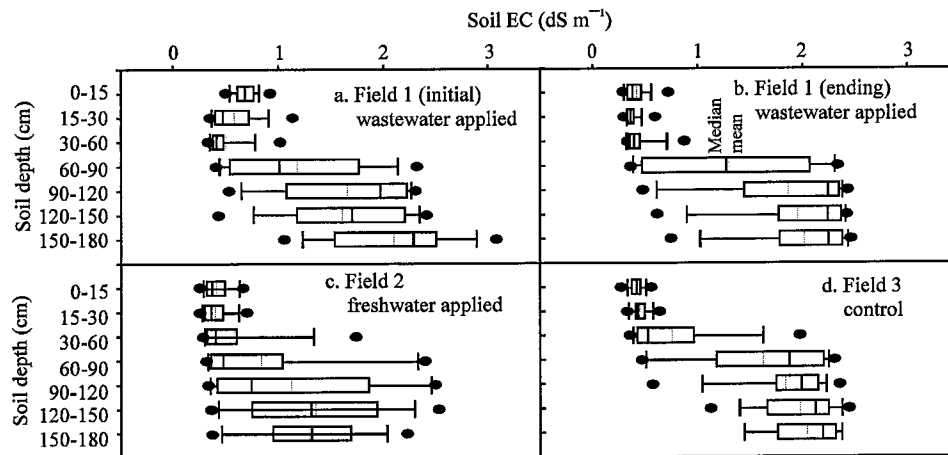 Soil EC (dS m⁻¹)
0 1 2 3 0 1 2 3
Soil depth (cm)
0-15
15-30
30-60
60-90
90-120
120-150
150-180
a. Field 1 (initial)
wastewater applied
b. Field 1 (ending)
wastewater applied
Median
mean
Soil depth (cm)
0-15
15-30
30-60
60-90
90-120
120-150
150-180
c. Field 2
freshwater applied
d. Field 3
control